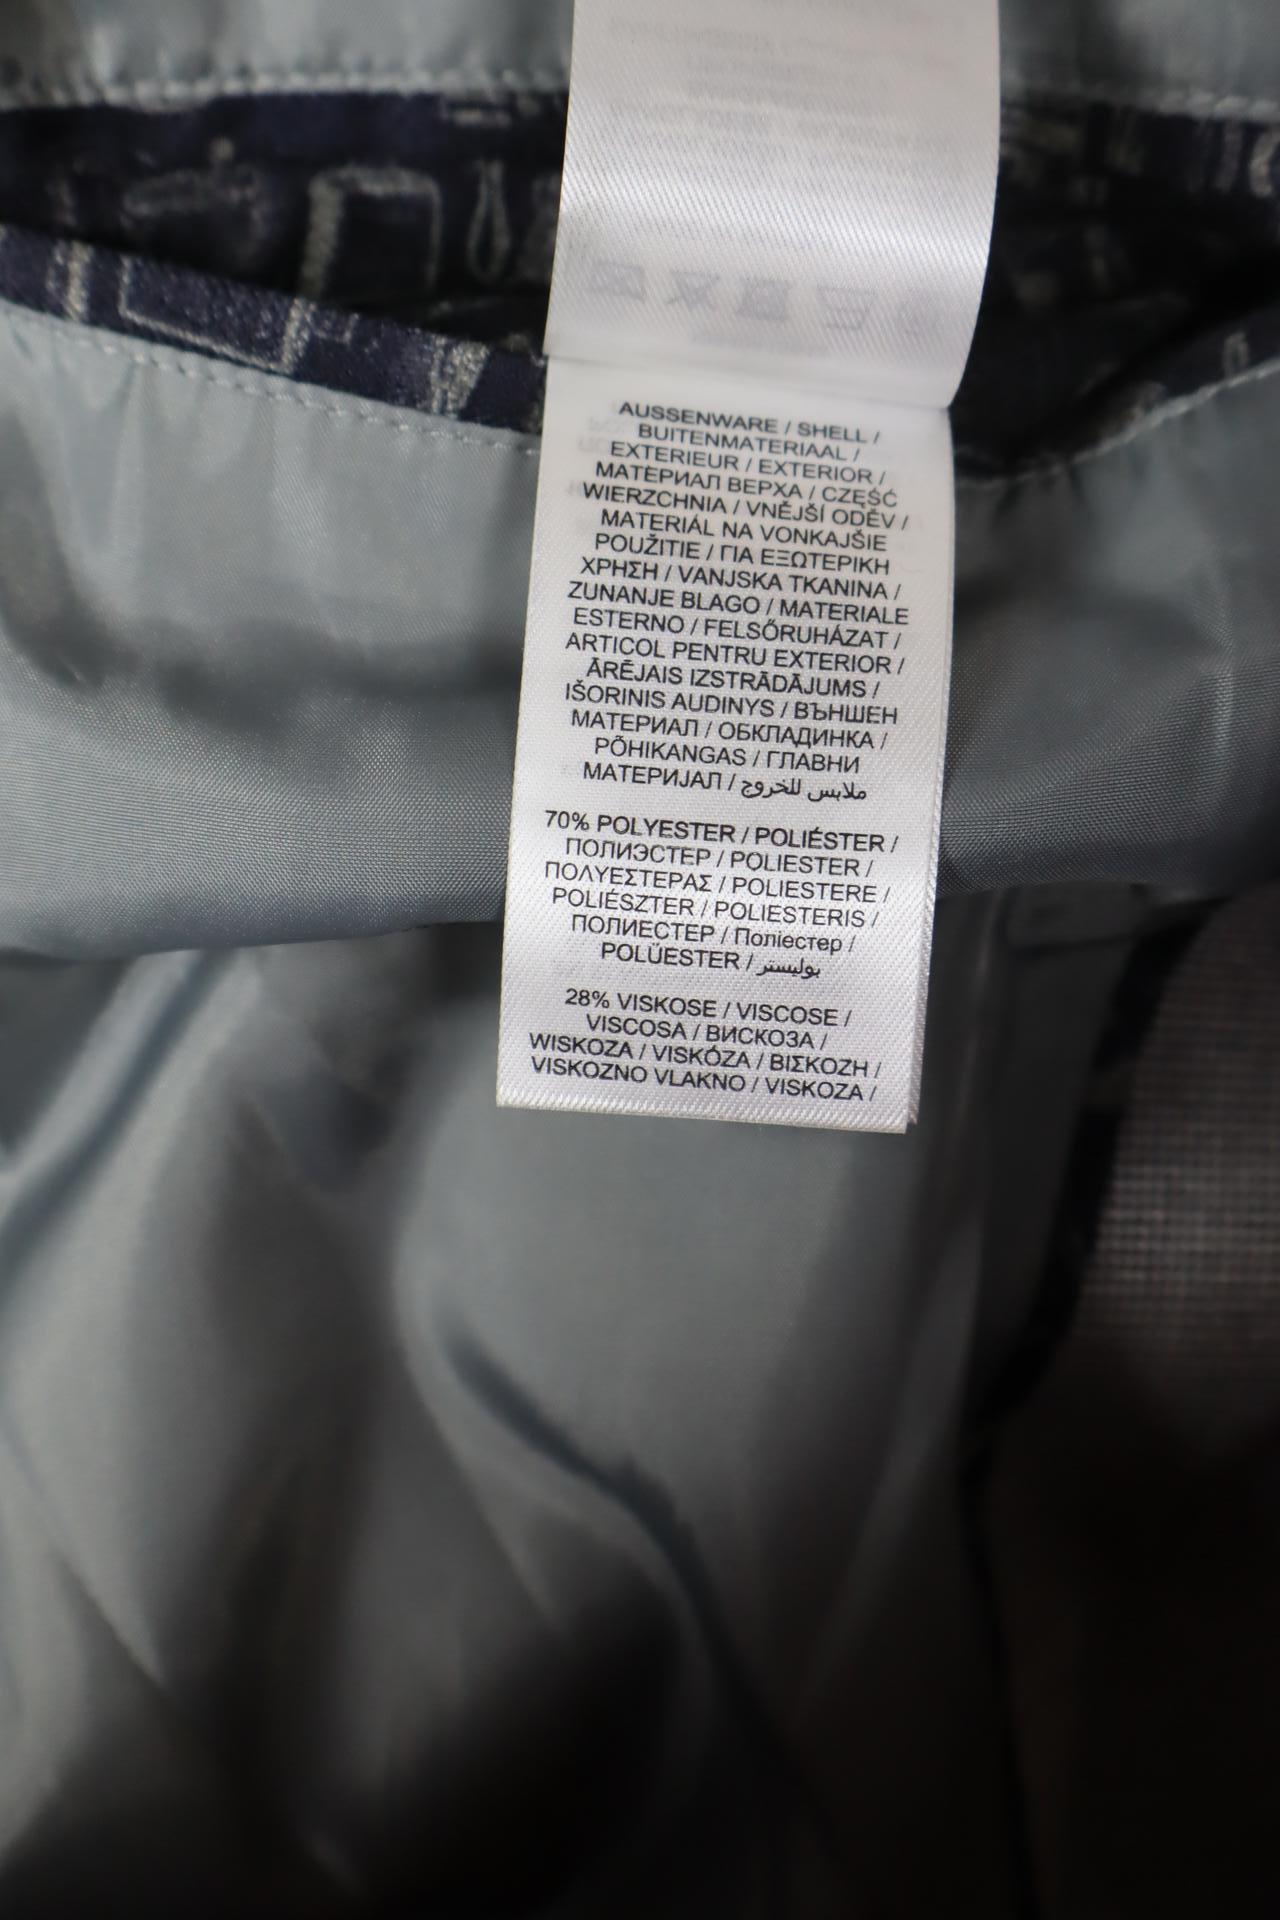 AUSSENWARE / SHELL /
BUITENMATERIAAL /
EXTERIEUR / EXTERIOR /
МАТЕРИАЛ ВЕРХА / CZĘŚĆ
WIERZCHNIA / VNĚJŠÍ ODĚV /
MATERIÁL NA VONKAJŠIE
POUŽITIE / ΓΙΑ ΕΞΩΤΕΡΙΚΗ
ΧΡΗΣΗ / VANJSKA TKANINA /
ZUNANJE BLAGO / MATERIALE
ESTERNO / FELSŐRUHÁZAT /
ARTICOL PENTRU EXTERIOR /
ĀRĒJAIS IZSTRĀDĀJUMS /
IŠORINIS AUDINYS / ВЪНШЕН
МАТЕРИАЛ / ОБКЛАДИНКА /
PÕHIKANGAS / ГЛАВНИ
МАТЕРИЈАЛ / ملابس للخروج
70% POLYESTER / POLIÉSTER /
ПОЛИЭСТЕР / POLIESTER /
ΠΟΛΥΕΣΤΕΡΑΣ / POLIESTERE /
POLIÉSZTER / POLIESTERIS /
ПОЛИЕСТЕР / Поліестер /
POLÜESTER / بوليستر
28% VISKOSE / VISCOSE /
VISCOSA / ВИСКОЗА /
WISKOZA / VISKÓZA / ΒΙΣΚΟΖΗ /
VISKOZNO VLAKNO / VISKOZA /